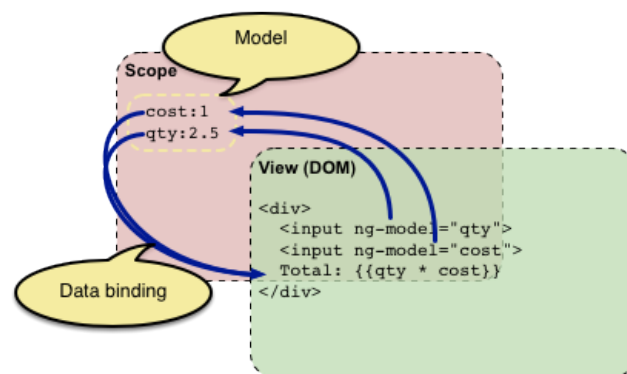 Model
Scope
cost:1
qty:2.5
View (DOM)
<div>
<input ng-model="qty">
<input ng-model="cost">
Total: {{qty * cost}}
</div>
Data binding